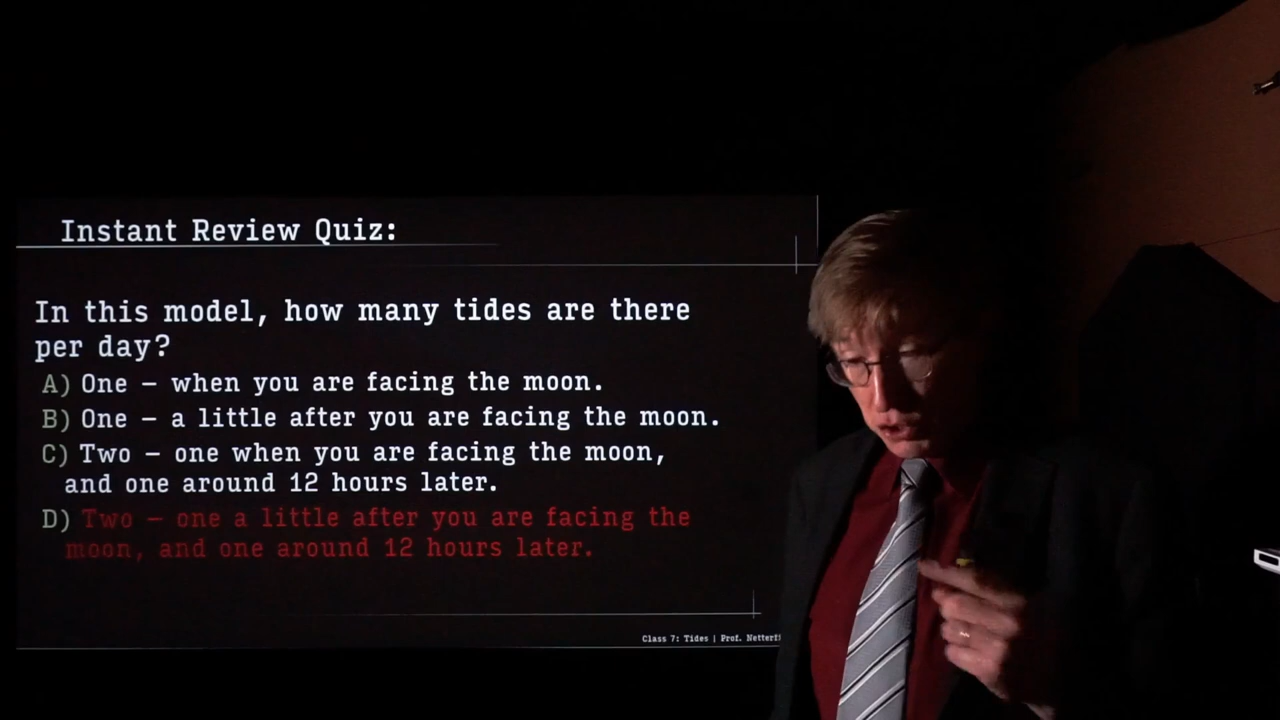 Instant Review Quiz:
In this model, how many tides are there
per day?
A) One – when you are facing the moon.
B) One – a little after you are facing the moon.
C) Two – one when you are facing the moon,
and one around 12 hours later.
D) Two – one a little after you are facing the
moon, and one around 12 hours later.
Class 7: Tides | Prof.